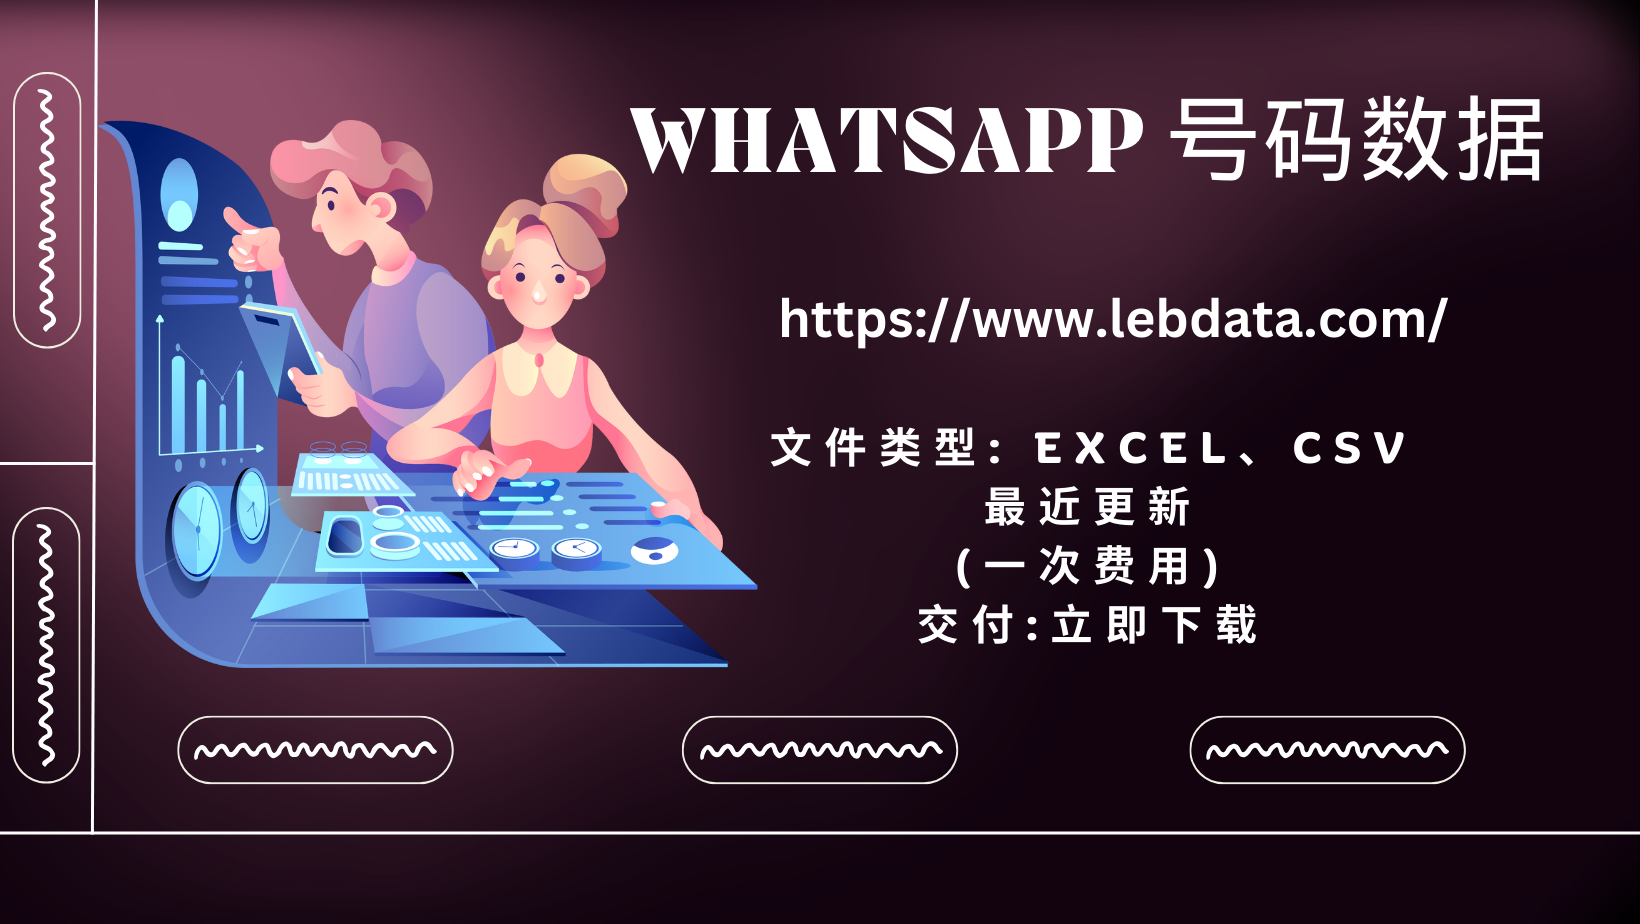 WHATSAPP 号码数据
https://www.lebdata.com/
文件类型: EXCEL、CSV
最近更新
(一次费用)
交付:立即下载